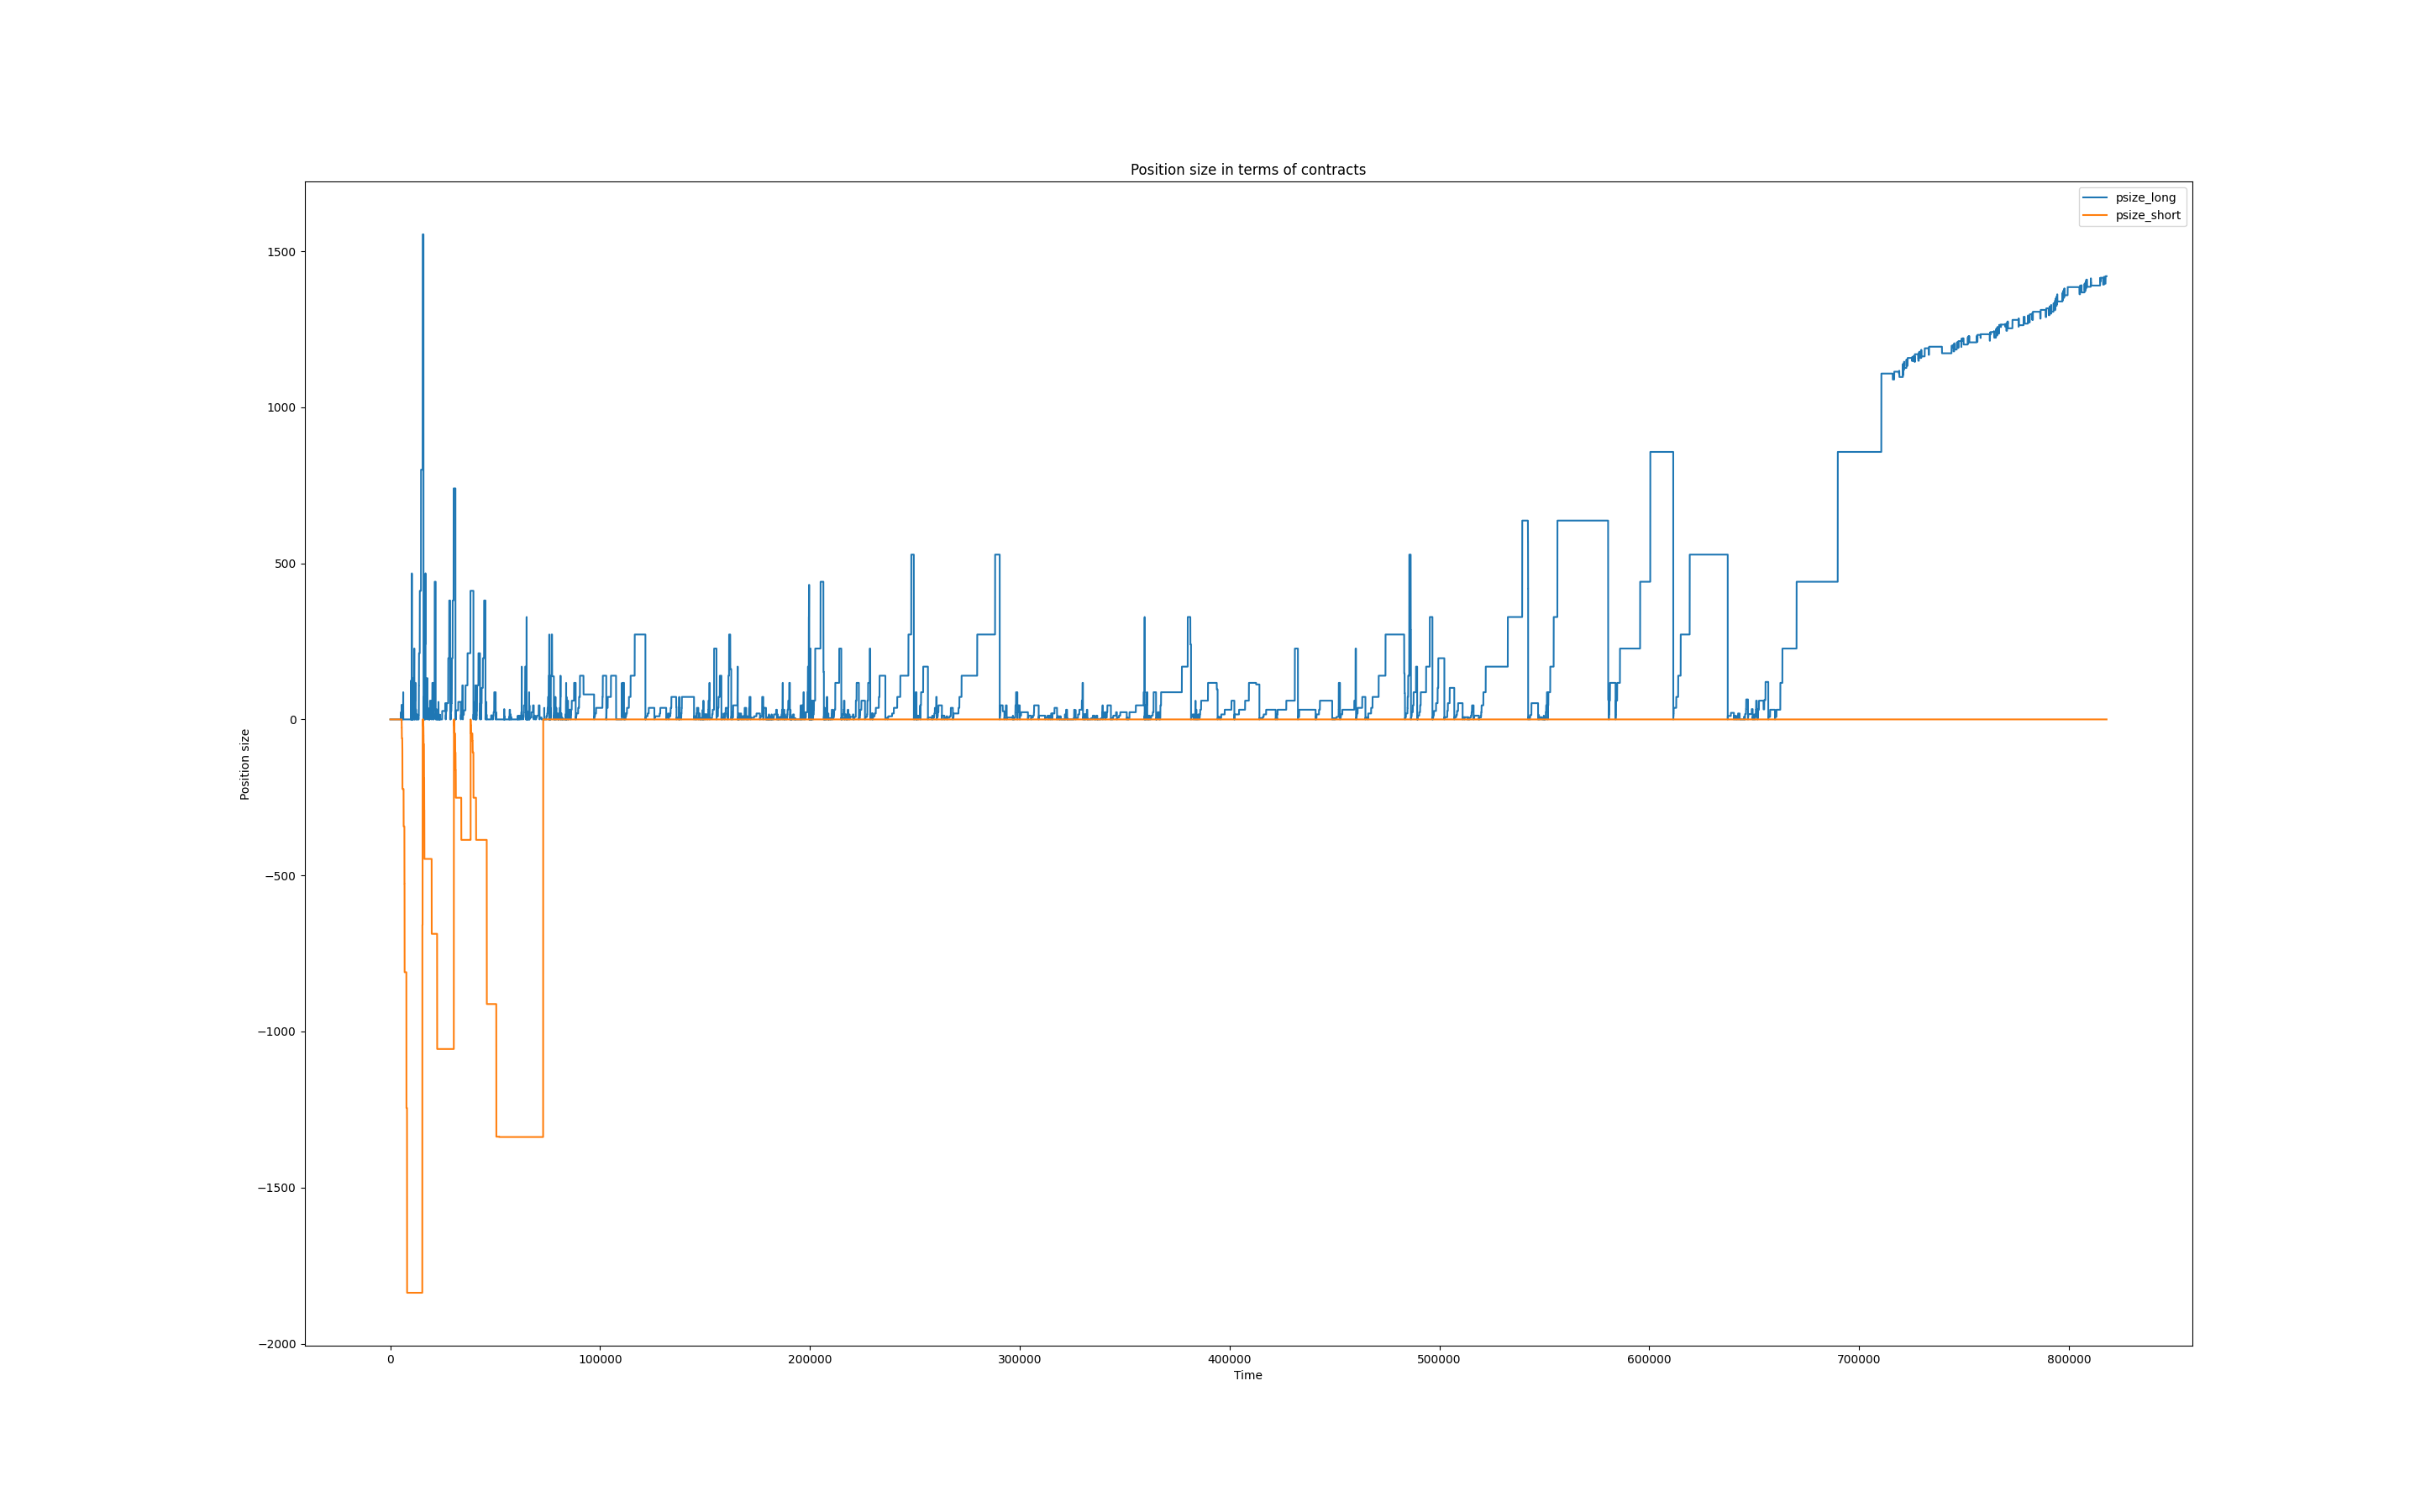 Position size in terms of contracts
psize_long
psize_short
1500
1000
500
0
−500
−1000
−1500
−2000
Position size
0 100000 200000 300000 400000 500000 600000 700000 800000
Time